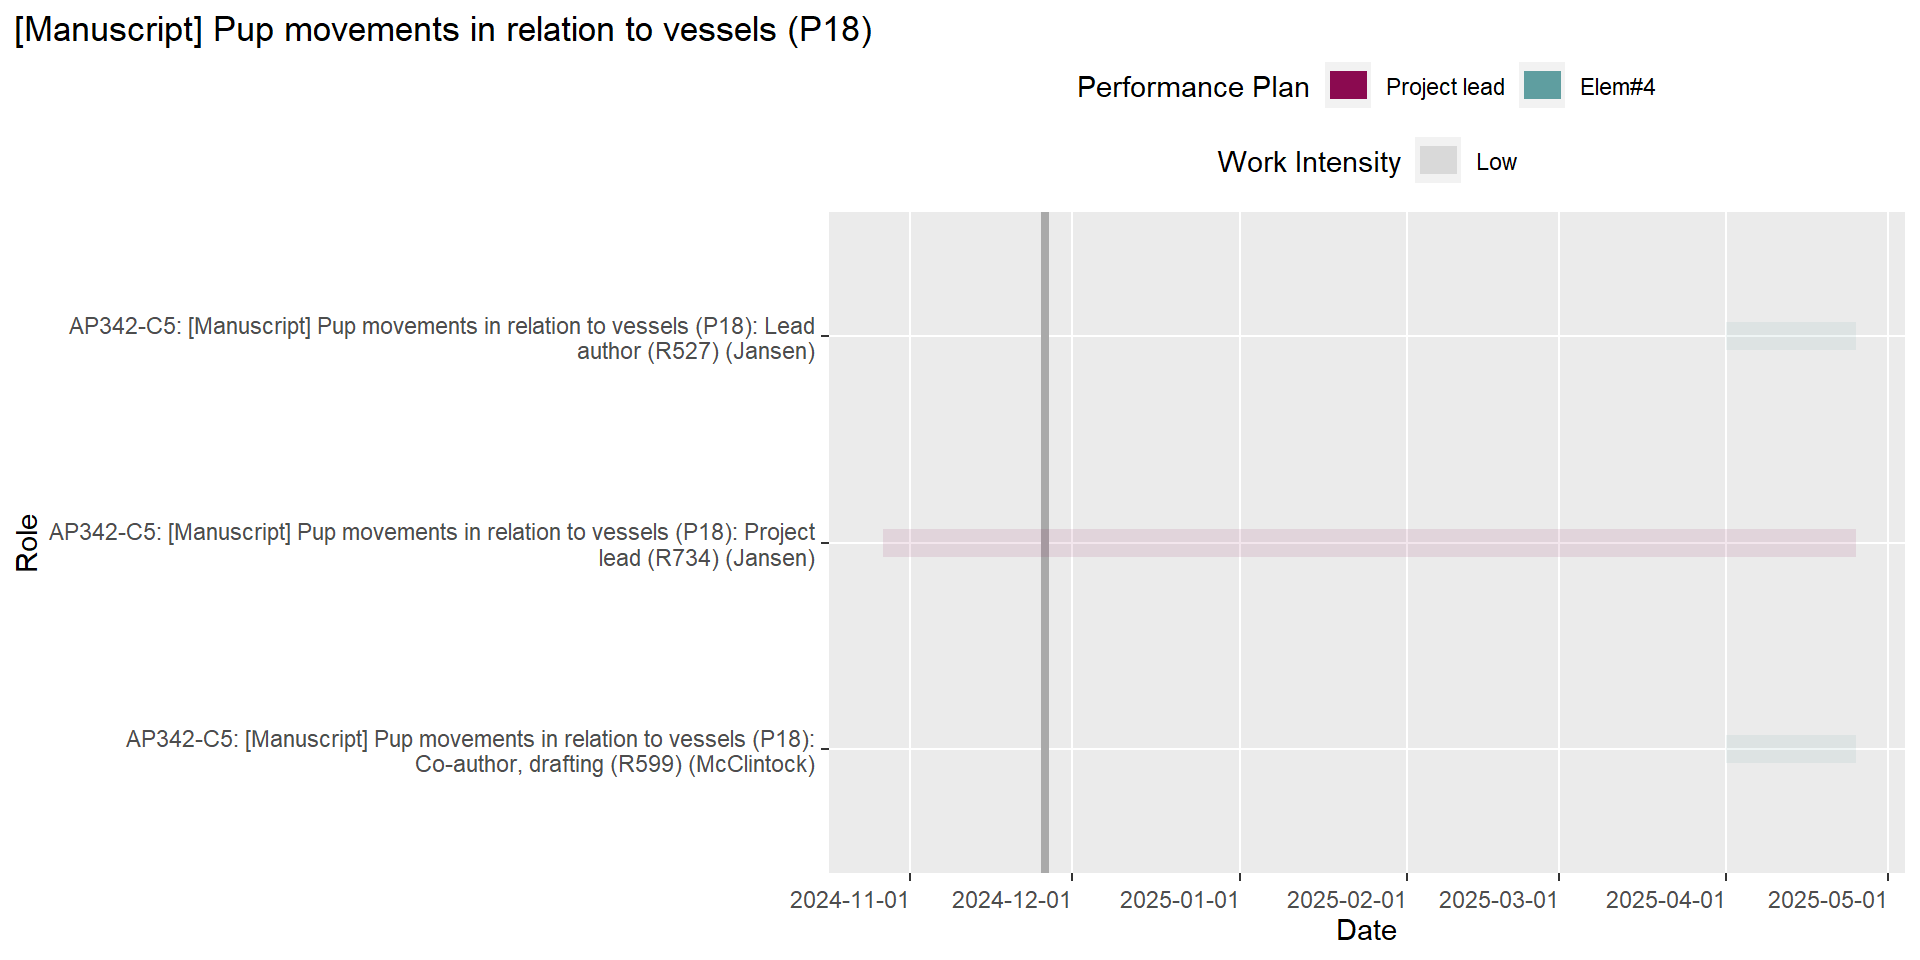 [Manuscript] Pup movements in relation to vessels (P18)
Performance Plan Project lead Elem#4
Work Intensity Low
AP342-C5: [Manuscript] Pup movements in relation to vessels (P18): Lead
author (R527) (Jansen)
Role
AP342-C5: [Manuscript] Pup movements in relation to vessels (P18): Project
lead (R734) (Jansen)
AP342-C5: [Manuscript] Pup movements in relation to vessels (P18):
Co-author, drafting (R599) (McClintock)
2024-11-01 2024-12-01 2025-01-01 2025-02-01 2025-03-01 2025-04-01 2025-05-01
Date